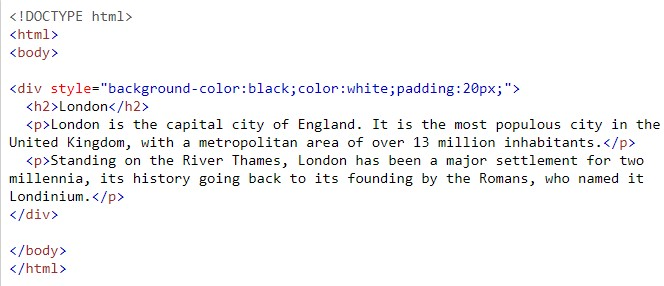 <!DOCTYPE html>
<html>
<body>
<div style="background-color:black;color:white;padding:20px;">
<h2>London</h2>
<p>London is the capital city of England. It is the most populous city in the
United Kingdom, with a metropolitan area of over 13 million inhabitants.</p>
<p>Standing on the River Thames, London has been a major settlement for two
millennia, its history going back to its founding by the Romans, who named it
Londinium.</p>
</div>
</body>
</html>